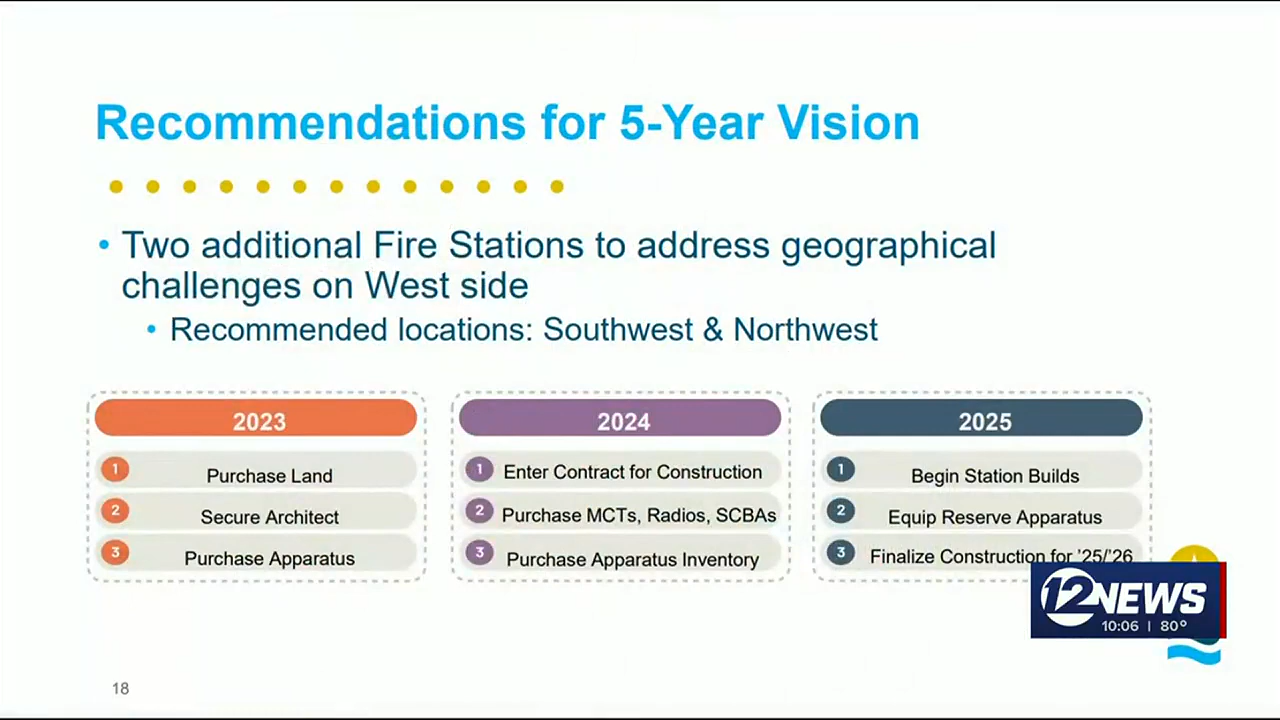 Recommendations for 5-Year Vision
• Two additional Fire Stations to address geographical
challenges on West side
• Recommended locations: Southwest & Northwest
2023
1 Purchase Land
2 Secure Architect
3 Purchase Apparatus
2024
1 Enter Contract for Construction
2 Purchase MCTs, Radios, SCBAs
3 Purchase Apparatus Inventory
2025
1 Begin Station Builds
2 Equip Reserve Apparatus
3 Finalize Construction for '25/'26
12 NEWS
10:06 | 80°
18